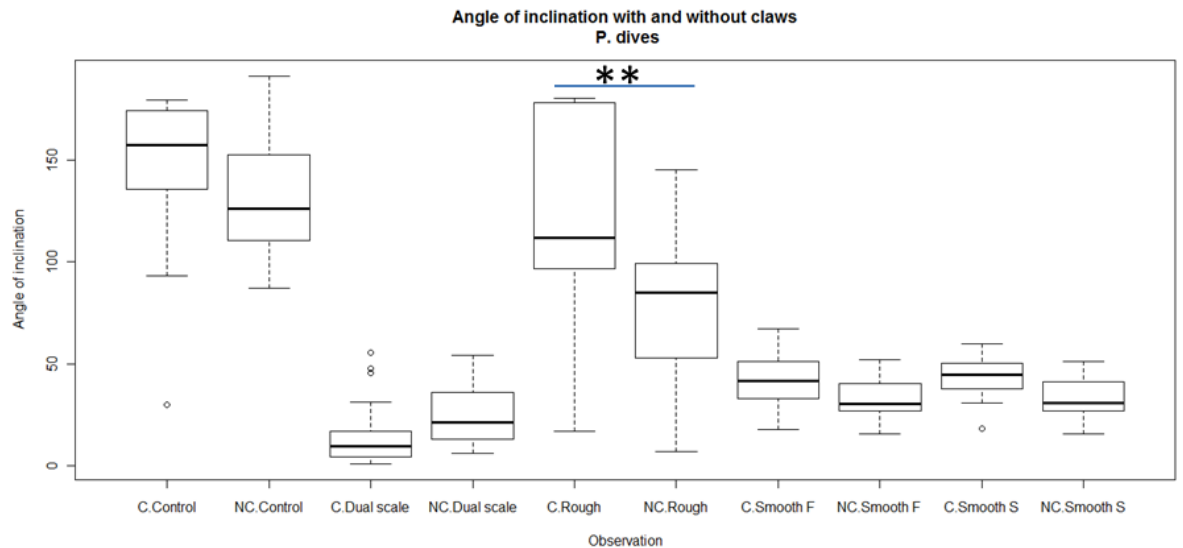 Angle of inclination with and without claws
P. dives
**
Angle of inclination
150
100
50
0
C.Control NC.Control C.Dual scale NC.Dual scale C.Rough NC.Rough C.Smooth F NC.Smooth F C.Smooth S NC.Smooth S
Observation